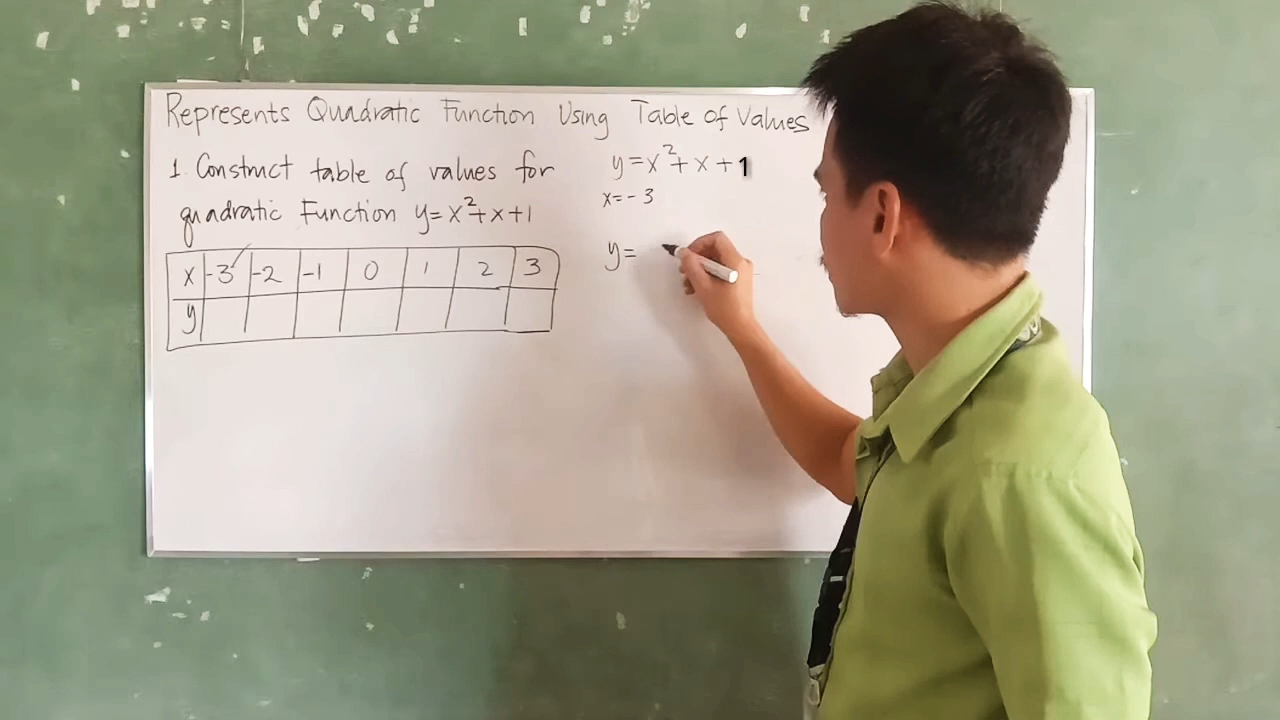 Represents Quadratic Function Using Table of Values
1. Construct table of values for
quadratic Function y=x²+x+1
x -3 -2 -1 0 1 2 3
y
y=x²+x+1
x=-3
y=